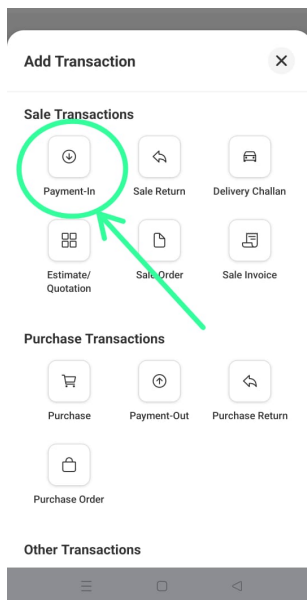 Add Transaction
Sale Transactions
Payment-In
Sale Return
Delivery Challan
Estimate/
Quotation
Sale Order
Sale Invoice
Purchase Transactions
Purchase
Payment-Out
Purchase Return
Purchase Order
Other Transactions